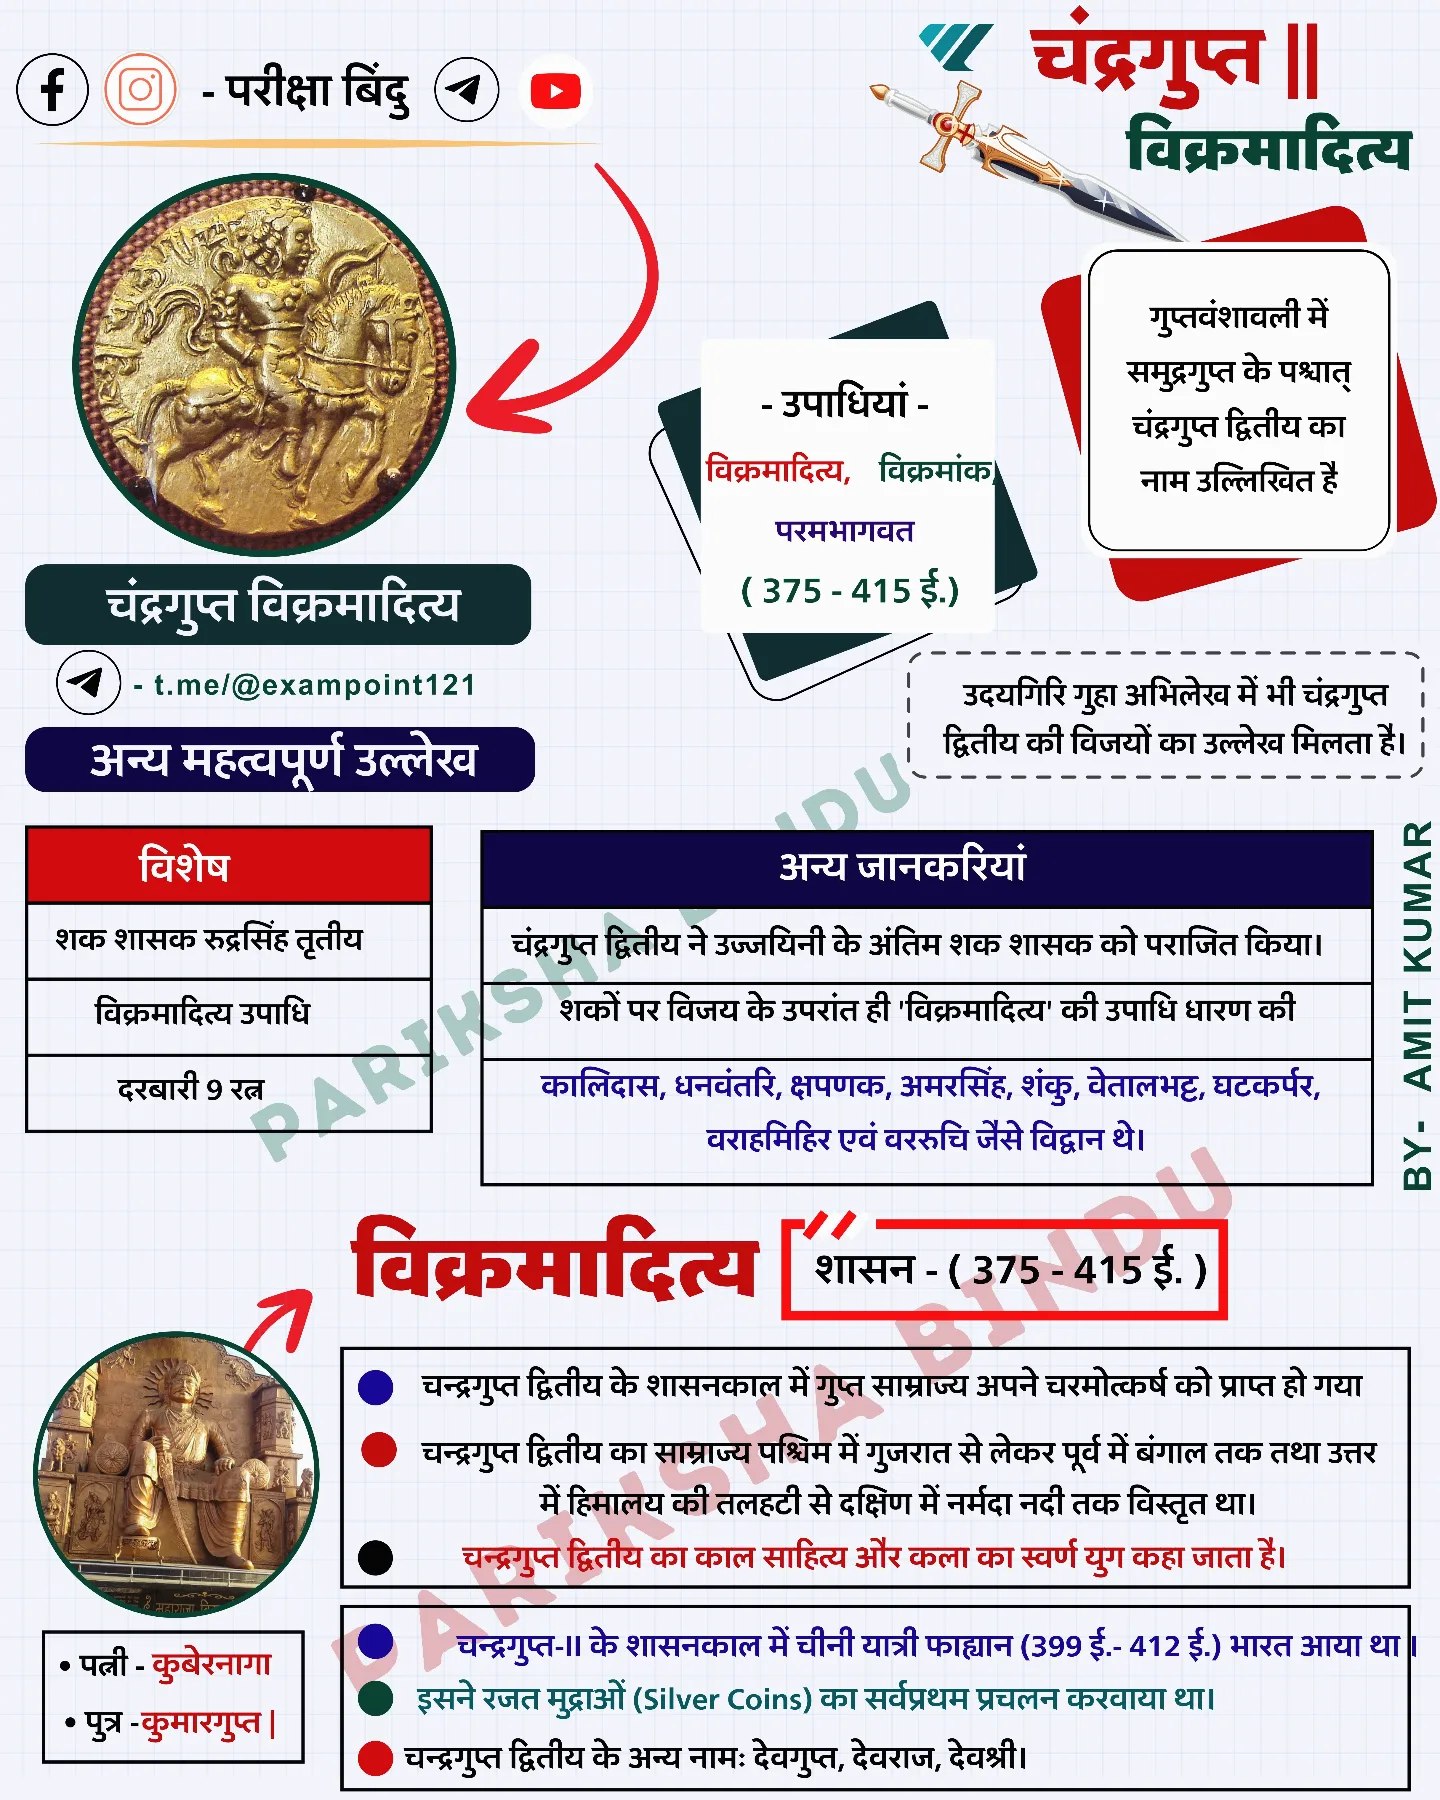 - परीक्षा बिंदु
चंद्रगुप्त ||
विक्रमादित्य
गुप्तवंशावली में
समुद्रगुप्त के पश्चात्
चंद्रगुप्त द्वितीय का
नाम उल्लिखित है
- उपाधियां -
विक्रमादित्य, विक्रमांक,
परमभागवत
( 375 - 415 ई.)
चंद्रगुप्त विक्रमादित्य
- t.me/@exampoint121
उदयगिरि गुहा अभिलेख में भी चंद्रगुप्त
द्वितीय की विजयों का उल्लेख मिलता है।
अन्य महत्वपूर्ण उल्लेख
विशेष
शक शासक रुद्रसिंह तृतीय
विक्रमादित्य उपाधि
दरबारी 9 रत्न
अन्य जानकरियां
चंद्रगुप्त द्वितीय ने उज्जयिनी के अंतिम शक शासक को पराजित किया।
शकों पर विजय के उपरांत ही 'विक्रमादित्य' की उपाधि धारण की
कालिदास, धनवंतरि, क्षपणक, अमरसिंह, शंकु, वेतालभट्ट, घटकर्पर,
वराहमिहिर एवं वररुचि जैसे विद्वान थे।
BY- AMIT KUMAR
PARIKSHA BINDU
विक्रमादित्य
शासन - ( 375 - 415 ई. )
चन्द्रगुप्त द्वितीय के शासनकाल में गुप्त साम्राज्य अपने चरमोत्कर्ष को प्राप्त हो गया
चन्द्रगुप्त द्वितीय का साम्राज्य पश्चिम में गुजरात से लेकर पूर्व में बंगाल तक तथा उत्तर
में हिमालय की तलहटी से दक्षिण में नर्मदा नदी तक विस्तृत था।
चन्द्रगुप्त द्वितीय का काल साहित्य और कला का स्वर्ण युग कहा जाता है।
PARIKSHA BINDU
• पत्नी - कुबेरनागा
• पुत्र -कुमारगुप्त |
चन्द्रगुप्त-II के शासनकाल में चीनी यात्री फाह्यान (399 ई.- 412 ई.) भारत आया था ।
इसने रजत मुद्राओं (Silver Coins) का सर्वप्रथम प्रचलन करवाया था।
चन्द्रगुप्त द्वितीय के अन्य नामः देवगुप्त, देवराज, देवश्री।